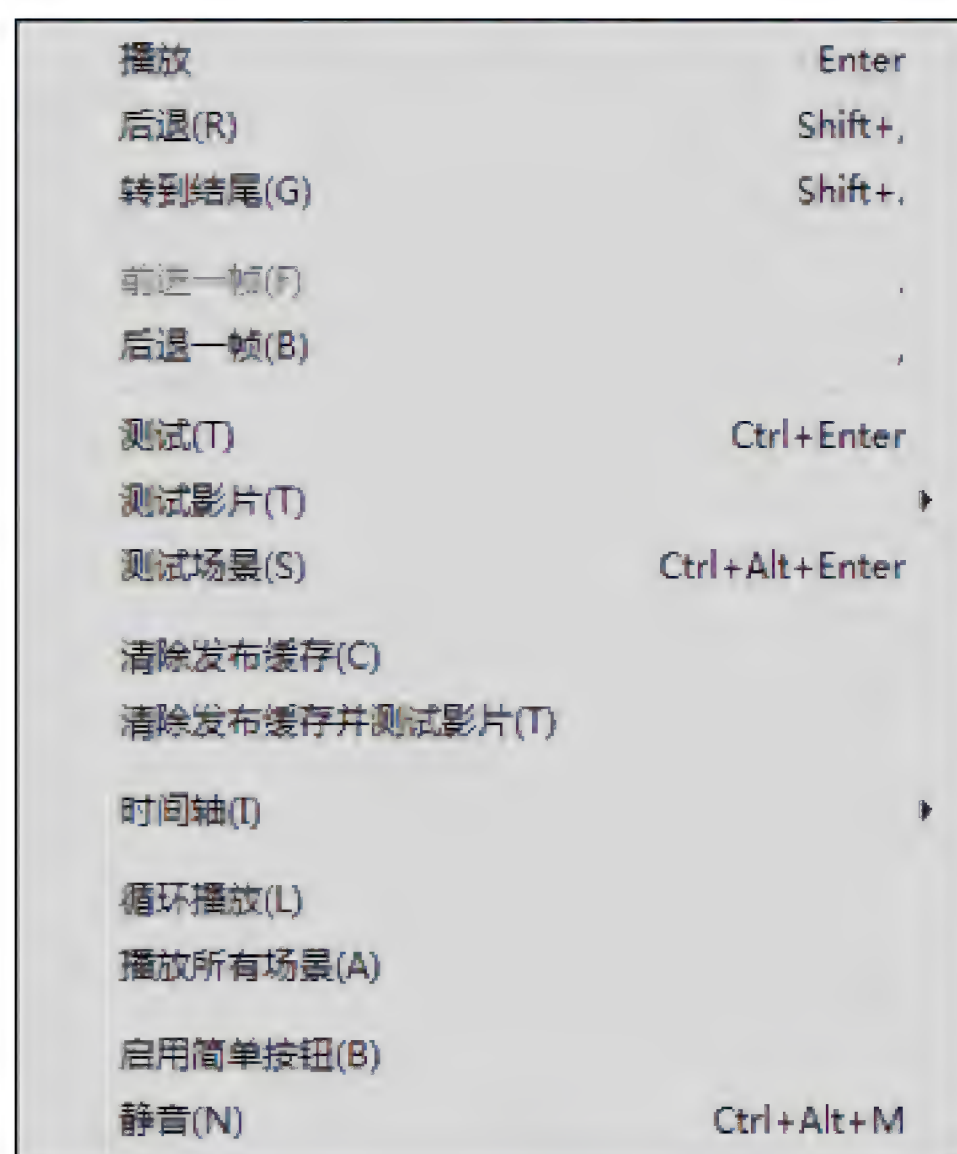 播放 Enter
后退(R) Shift+,
转到结尾(G) Shift+.
前进一帧(F) .
后退一帧(B) ,
测试(T) Ctrl+Enter
测试影片(T)
测试场景(S) Ctrl+Alt+Enter
清除发布缓存(C)
清除发布缓存并测试影片(T)
时间轴(I)
循环播放(L)
播放所有场景(A)
启用简单按钮(B)
静音(N) Ctrl+Alt+M